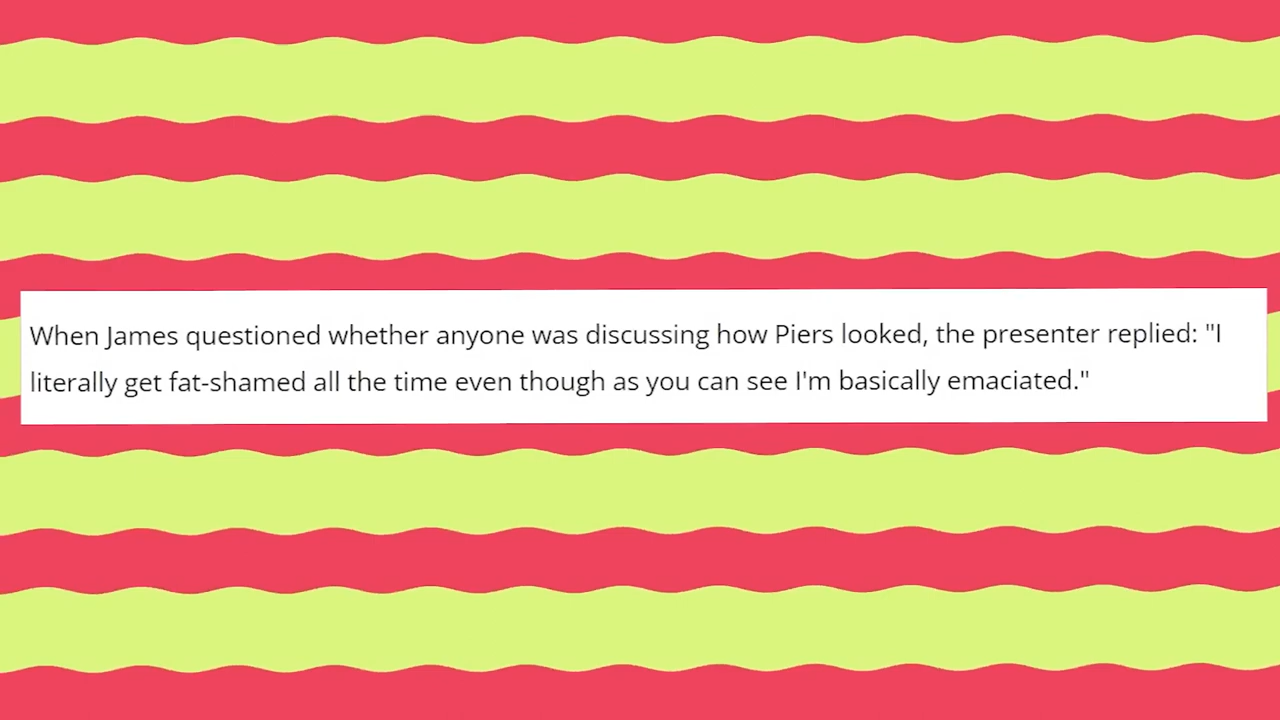 When James questioned whether anyone was discussing how Piers looked, the presenter replied: "I
literally get fat-shamed all the time even though as you can see I'm basically emaciated."